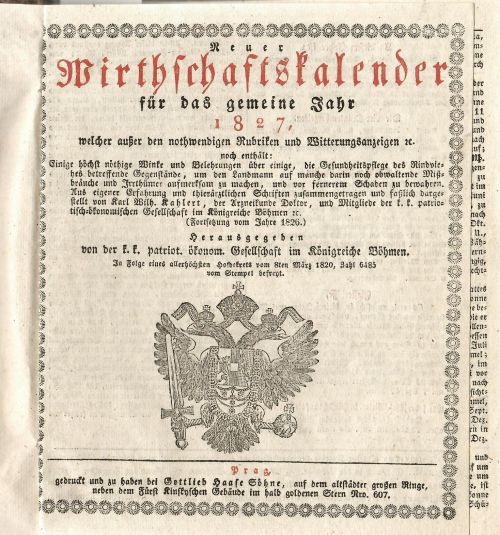 Neuer
Wirthschaftskalender
für das gemeine Jahr
1827,
welcher außer den nothwendigen Rubriken und Witterungsanzeigen ꝛc.
noch enthält:
Einige höchst nöthige Winke und Belehrungen über einige, die Gesundheitspflege des Rindvie-
hes betreffende Gegenstände, um den Landmann auf manche darin noch obwaltende Miß-
bräuche und Irrthümer aufmerksam zu machen, und vor fernerem Schaden zu bewahren.
Aus eigener Erfahrung und thierärztlichen Schriften zusammengetragen und faßlich darge-
stellt von Karl Wilh. Kahlert, der Arzneikunde Doktor, und Mitgliede der k. k. patrio-
tisch-ökonomischen Gesellschaft im Königreiche Böhmen ꝛc.
(Fortsetzung vom Jahre 1826.)
Herausgegeben
von der k. k. patriot. ökonom. Gesellschaft im Königreiche Böhmen.
In Folge eines allerhöchsten Hofdekrets vom 8ten März 1820, Zahl 6485
vom Stempel befreyt.
Prag,
gedruckt und zu haben bei Gottlieb Haase Söhne, auf dem altstädter großen Ringe,
neben dem Fürst Kinskyschen Gebäude im halb goldenen Stern Nro. 607.